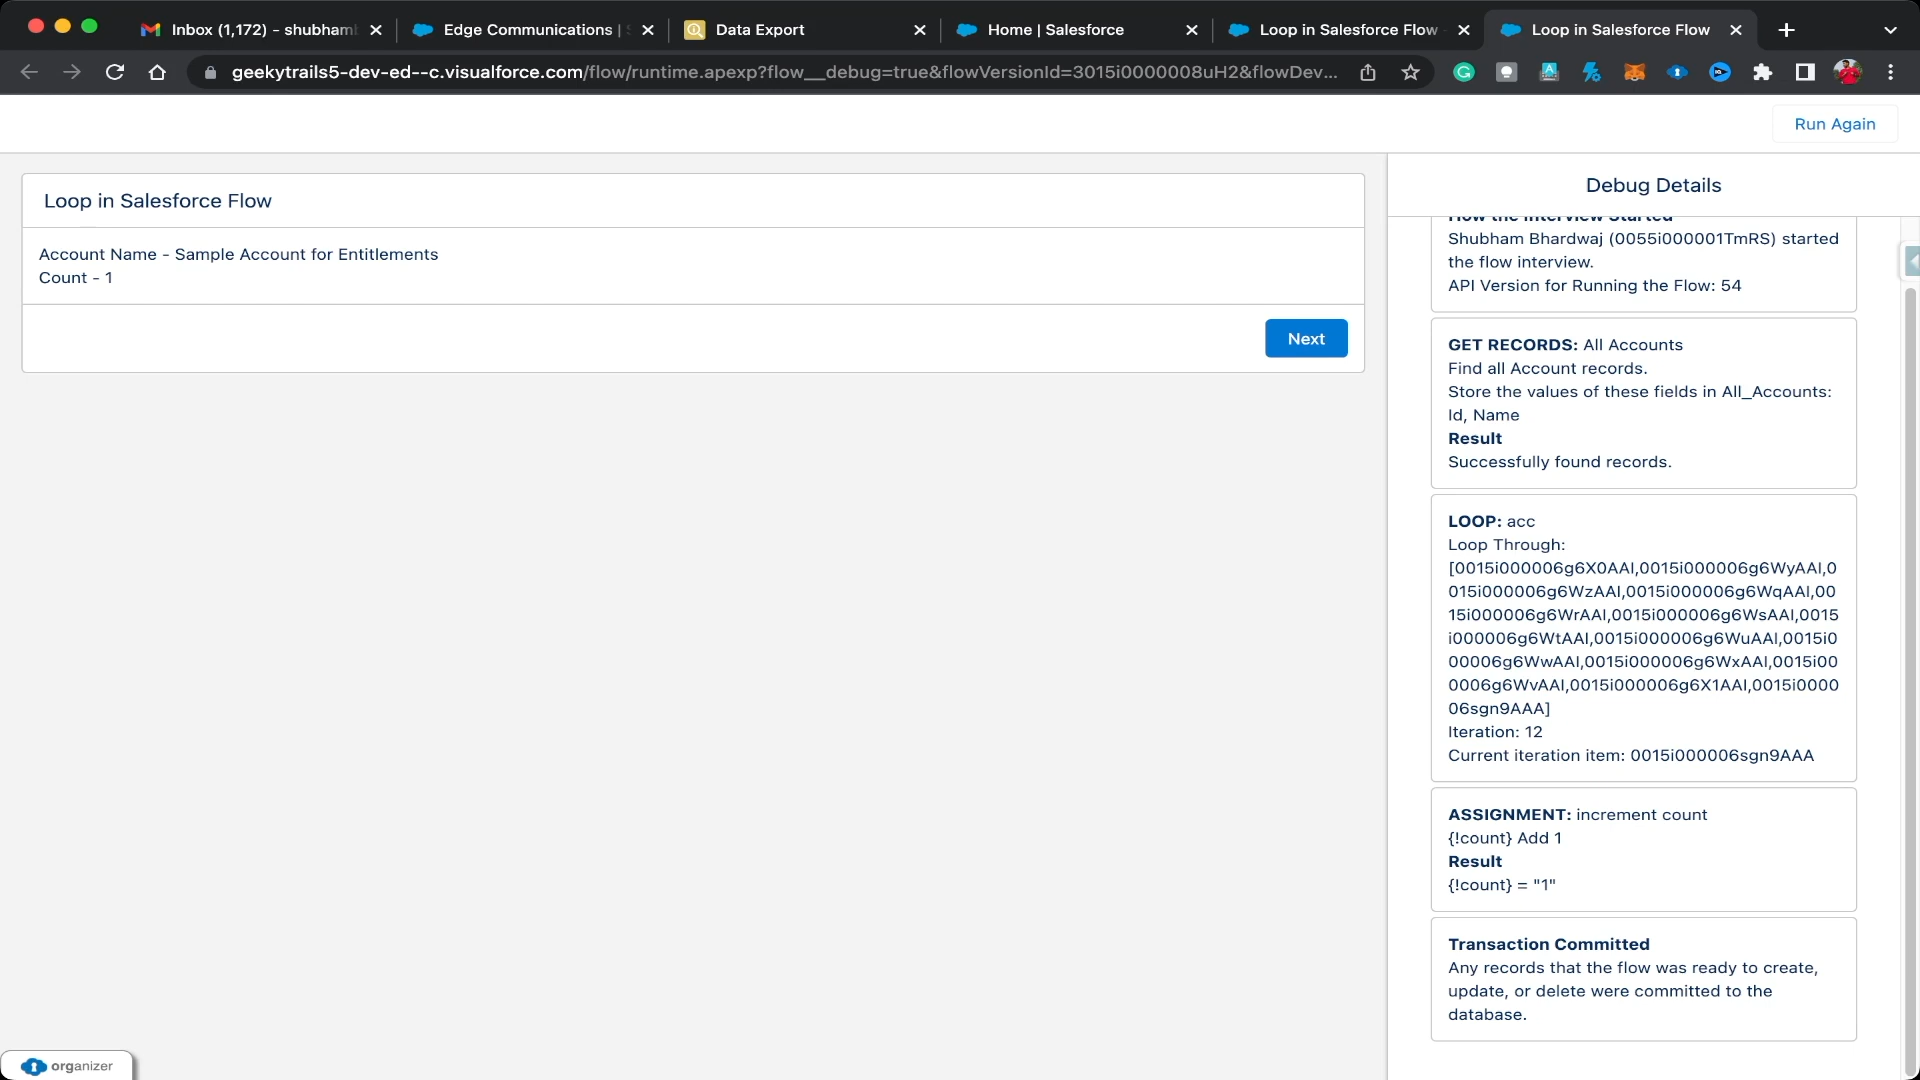 Inbox (1,172) - shubham
Edge Communications |
Data Export
Home | Salesforce
Loop in Salesforce Flow
Loop in Salesforce Flow
geekytrails5-dev-ed--c.visualforce.com/flow/runtime.apexp?flow__debug=true&flowVersionId=3015i0000008uH2&flowDev...
Run Again
Loop in Salesforce Flow
Account Name - Sample Account for Entitlements
Count - 1
Next
Debug Details
How the Interview Started
Shubham Bhardwaj (0055i000001TmRS) started
the flow interview.
API Version for Running the Flow: 54
GET RECORDS: All Accounts
Find all Account records.
Store the values of these fields in All_Accounts:
Id, Name
Result
Successfully found records.
LOOP: acc
Loop Through:
[0015i000006g6X0AAI,0015i000006g6WyAAI,0
015i000006g6WzAAI,0015i000006g6WqAAI,00
15i000006g6WrAAI,0015i000006g6WsAAI,0015
i000006g6WtAAI,0015i000006g6WuAAI,0015i0
00006g6WwAAI,0015i000006g6WxAAI,0015i00
0006g6WvAAI,0015i000006g6X1AAI,0015i0000
06sgn9AAA]
Iteration: 12
Current iteration item: 0015i000006sgn9AAA
ASSIGNMENT: increment count
{!count} Add 1
Result
{!count} = "1"
Transaction Committed
Any records that the flow was ready to create,
update, or delete were committed to the
database.
organizer